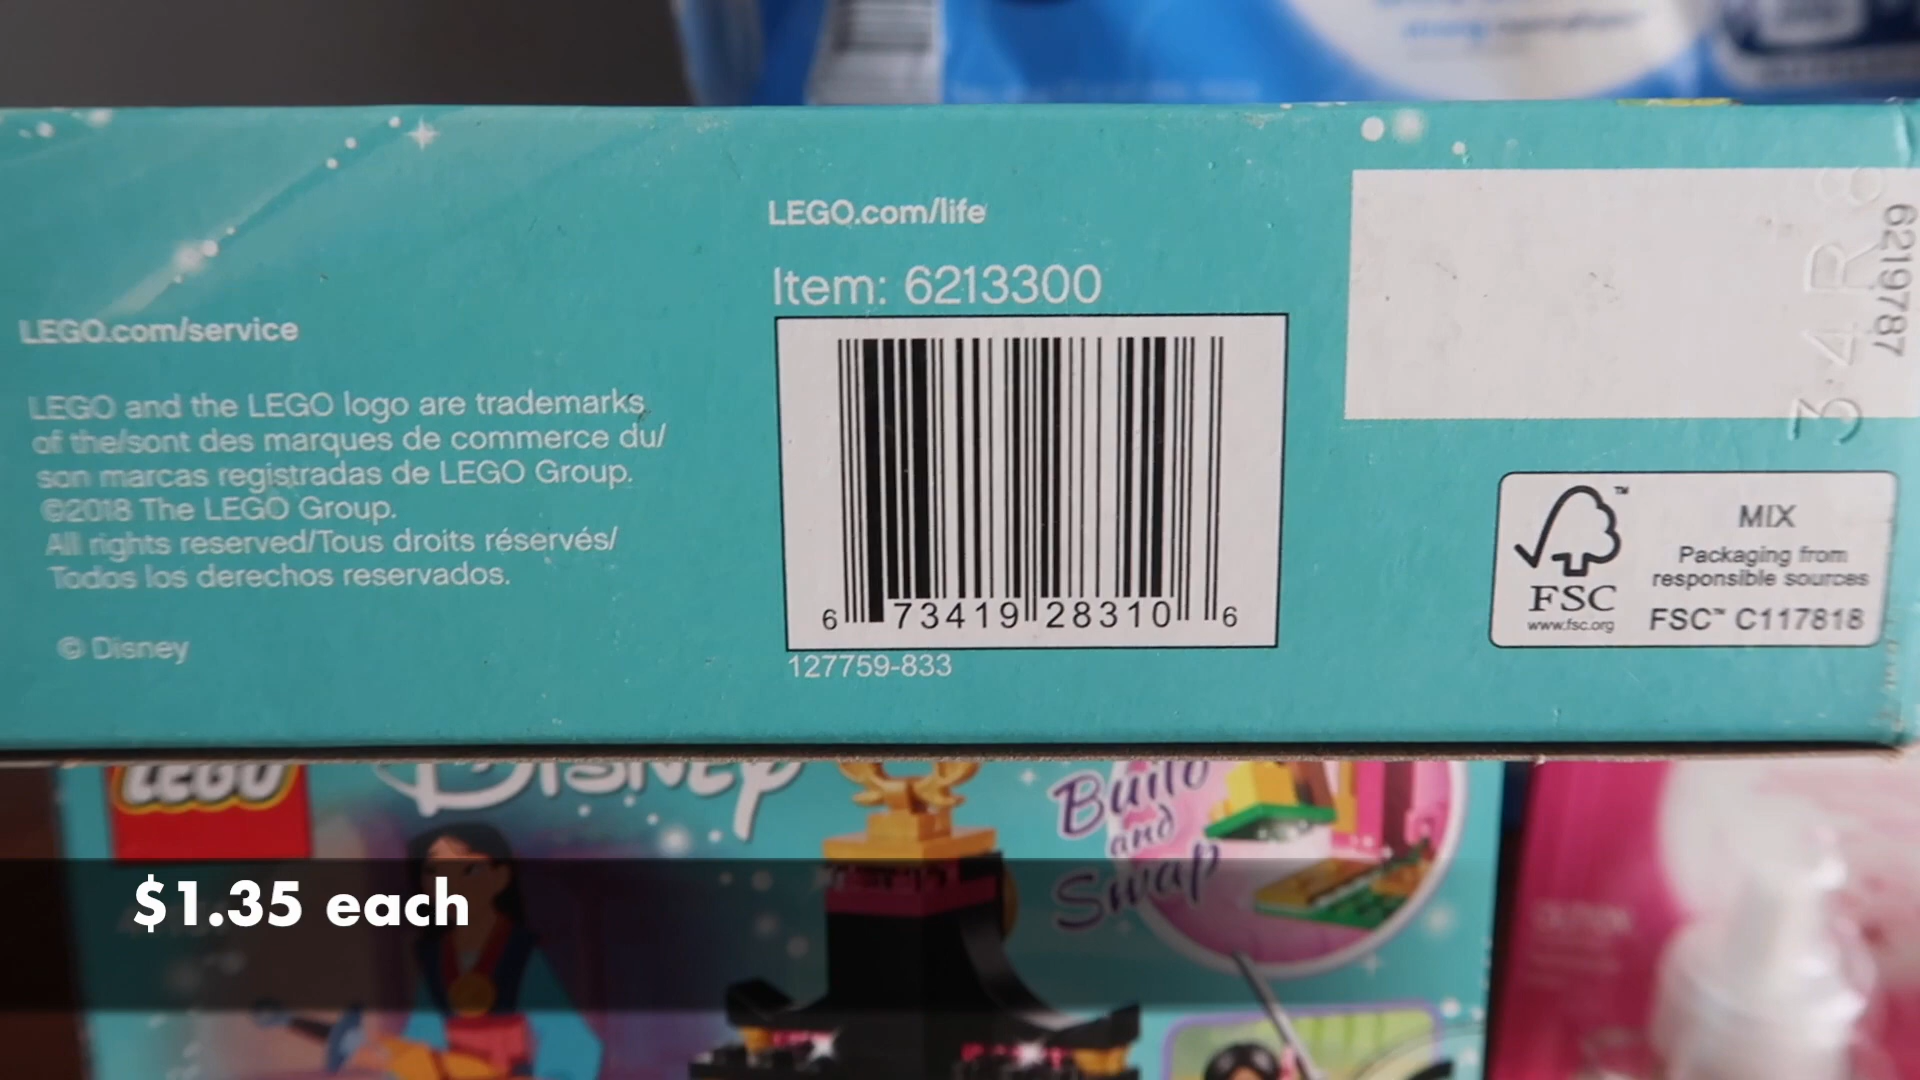 LEGO.com/life
Item: 6213300
LEGO.com/service
LEGO and the LEGO logo are trademarks
of the/sont des marques de commerce du/
son marcas registradas de LEGO Group.
©2018 The LEGO Group.
All rights reserved/Tous droits réservés/
Todos los derechos reservados.
© Disney
6 73419 28310 6
127759-833
6219787
3·4R8
MIX
Packaging from
responsible sources
FSC™ C117818
FSC
www.fsc.org
LEGO
Disney
Build
and
Swap
$1.35 each